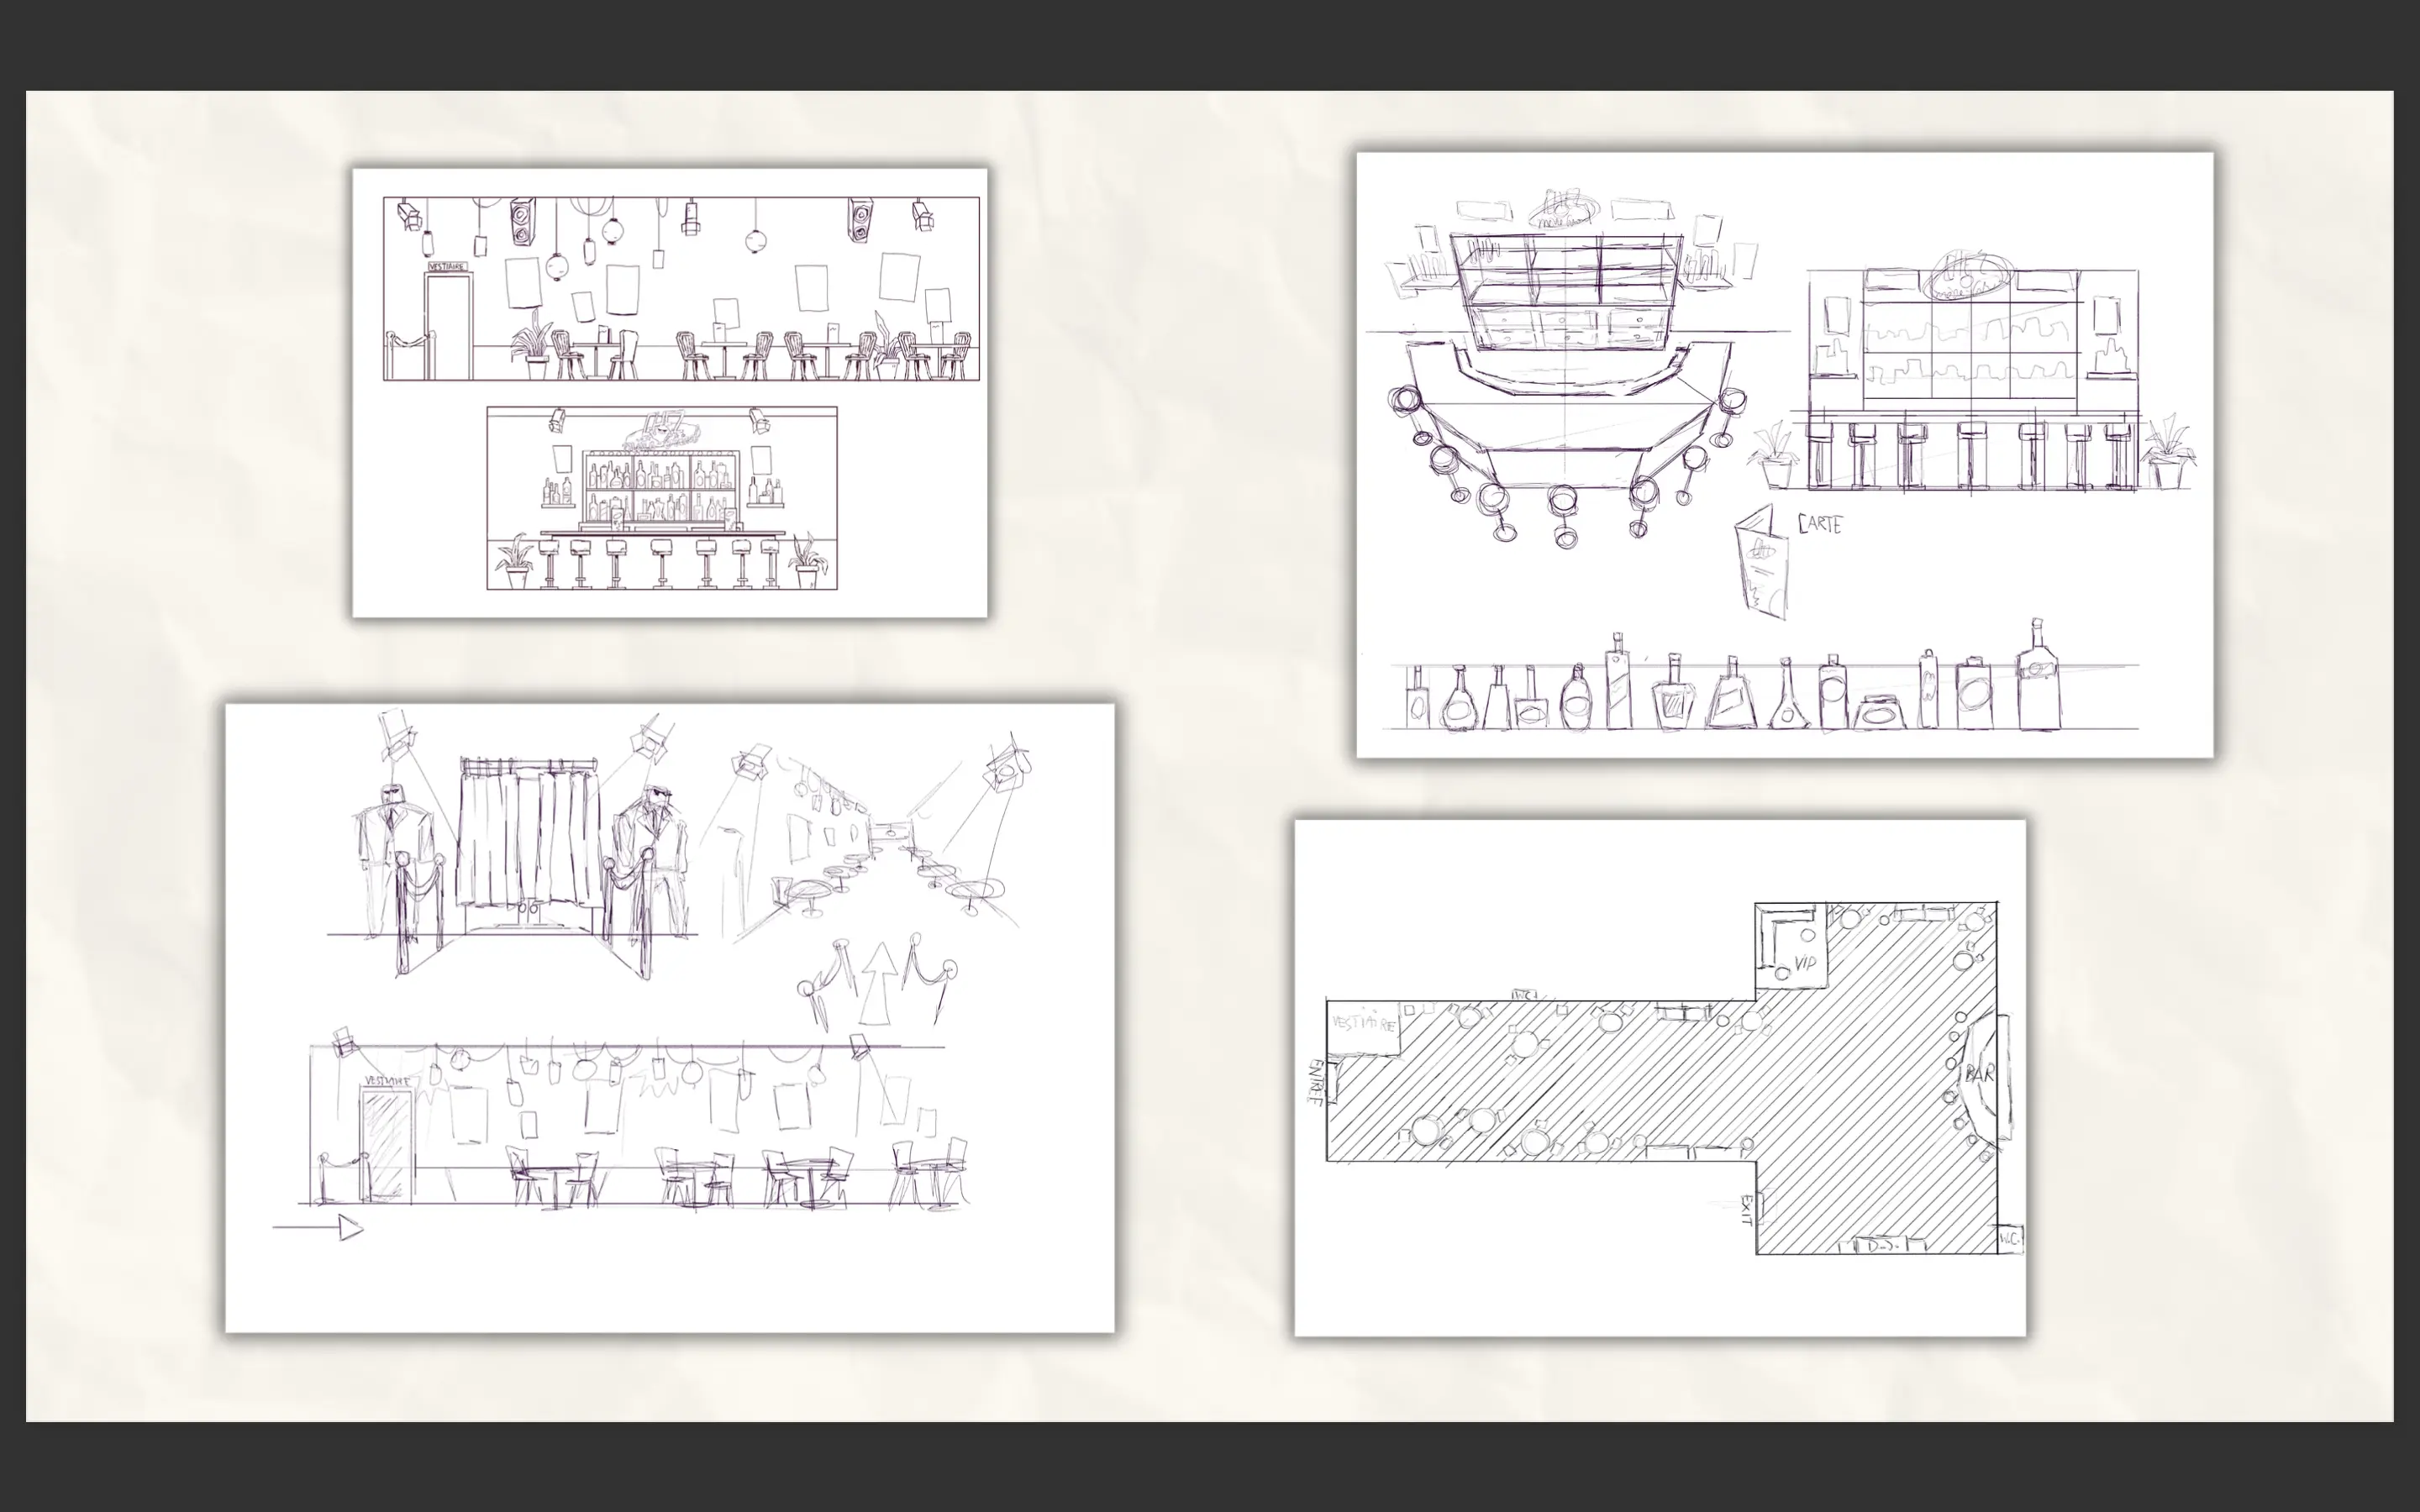 VESTIAIRE
CARTE
VESTIAIRE
VIP
W.C.
VESTIAIRE
ENTRÉE
BAR
EXIT
D.J.
W.C.